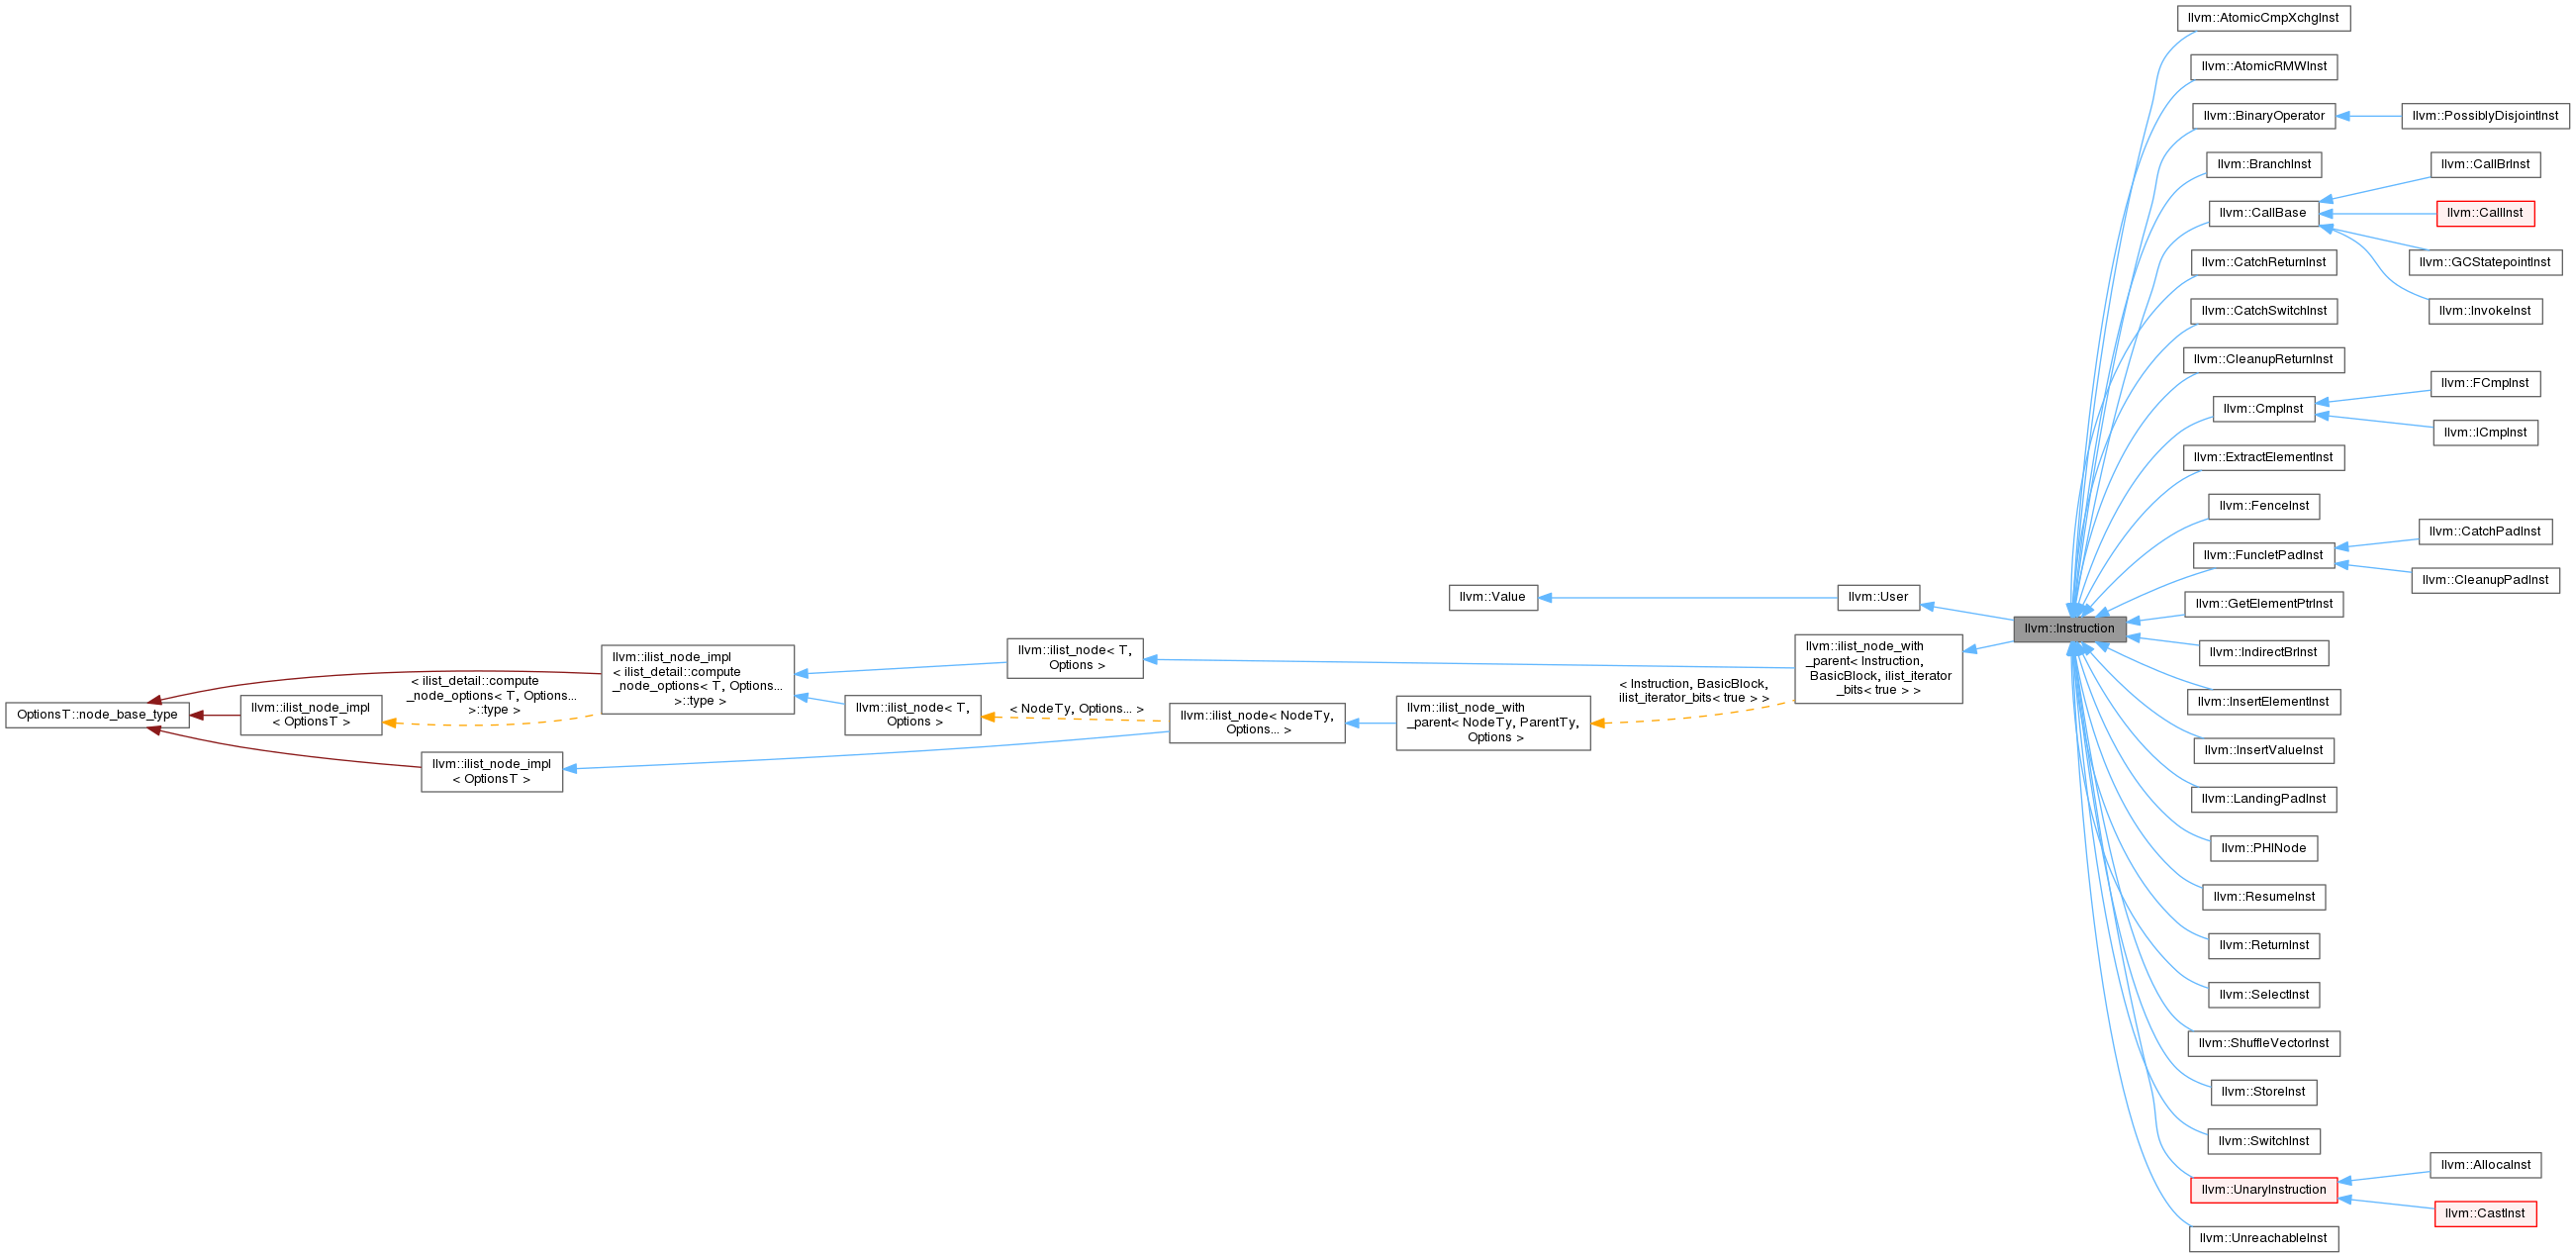 OptionsT::node_base_type
llvm::ilist_node_impl
< OptionsT >
< ilist_detail::compute
_node_options< T, Options...
>::type >
llvm::ilist_node_impl
< OptionsT >
llvm::ilist_node_impl
< ilist_detail::compute
_node_options< T, Options...
>::type >
llvm::ilist_node< T,
Options >
llvm::ilist_node< T,
Options >
< NodeTy, Options... >
llvm::ilist_node< NodeTy,
Options... >
llvm::Value
llvm::ilist_node_with
_parent< NodeTy, ParentTy,
Options >
< Instruction, BasicBlock,
ilist_iterator_bits< true > >
llvm::User
llvm::ilist_node_with
_parent< Instruction,
BasicBlock, ilist_iterator
_bits< true > >
llvm::Instruction
llvm::AtomicCmpXchgInst
llvm::AtomicRMWInst
llvm::BinaryOperator
llvm::PossiblyDisjointInst
llvm::BranchInst
llvm::CallBase
llvm::CallBrInst
llvm::CallInst
llvm::GCStatepointInst
llvm::InvokeInst
llvm::CatchReturnInst
llvm::CatchSwitchInst
llvm::CleanupReturnInst
llvm::CmpInst
llvm::FCmpInst
llvm::ICmpInst
llvm::ExtractElementInst
llvm::FenceInst
llvm::FuncletPadInst
llvm::CatchPadInst
llvm::CleanupPadInst
llvm::GetElementPtrInst
llvm::IndirectBrInst
llvm::InsertElementInst
llvm::InsertValueInst
llvm::LandingPadInst
llvm::PHINode
llvm::ResumeInst
llvm::ReturnInst
llvm::SelectInst
llvm::ShuffleVectorInst
llvm::StoreInst
llvm::SwitchInst
llvm::UnaryInstruction
llvm::AllocaInst
llvm::CastInst
llvm::UnreachableInst